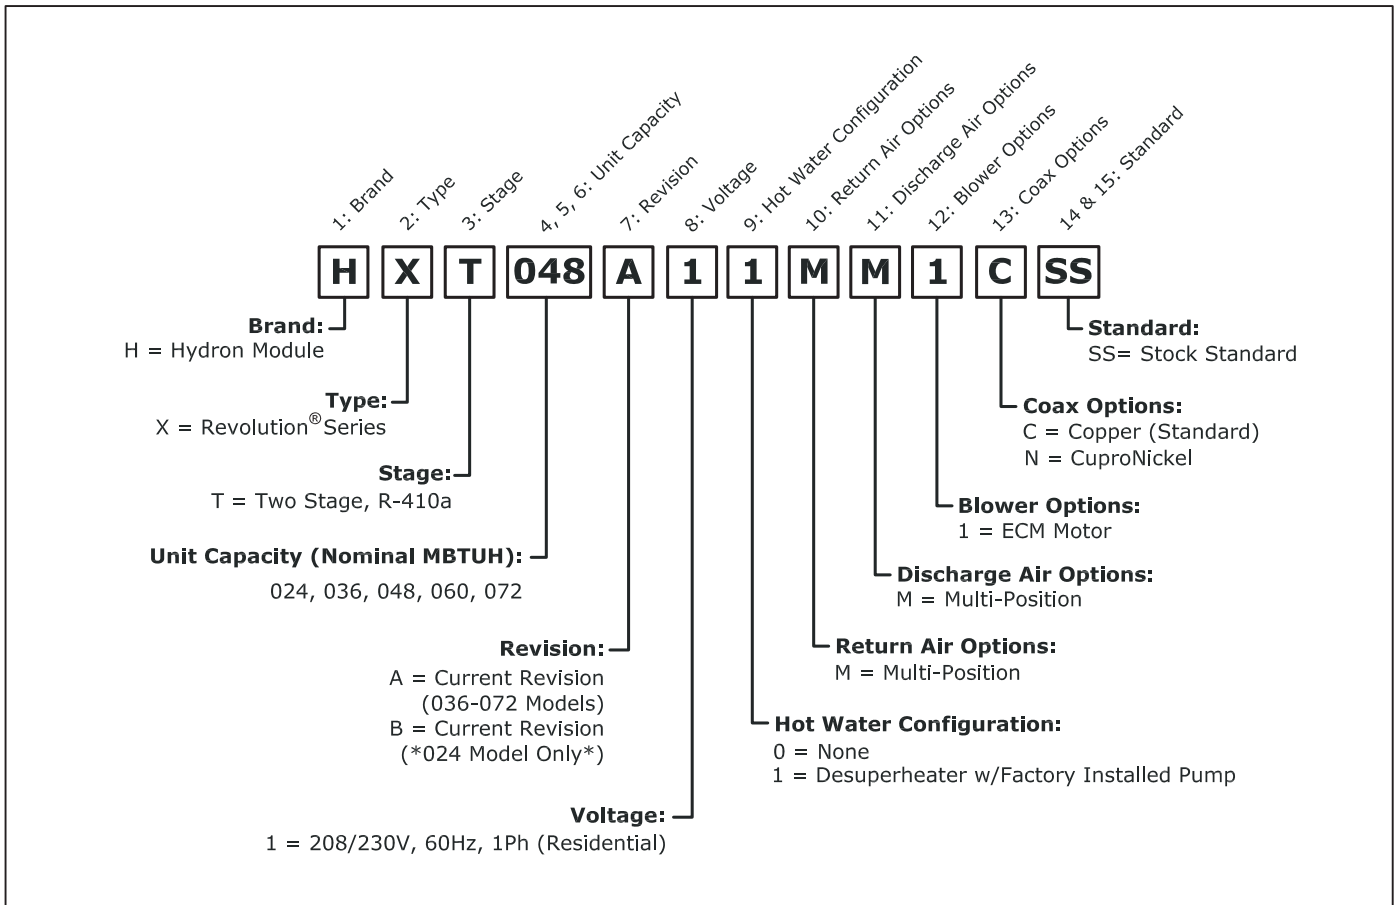 1: Brand
2: Type
3: Stage
4, 5, 6: Unit Capacity
7: Revision
8: Voltage
9: Hot Water Configuration
10: Return Air Options
11: Discharge Air Options
12: Blower Options
13: Coax Options
14 & 15: Standard
H X T 048 A 1 1 M M 1 C SS
Brand:
H = Hydron Module
Type:
X = Revolution® Series
Stage:
T = Two Stage, R-410a
Unit Capacity (Nominal MBTUH):
024, 036, 048, 060, 072
Revision:
A = Current Revision
(036-072 Models)
B = Current Revision
(*024 Model Only*)
Voltage:
1 = 208/230V, 60Hz, 1Ph (Residential)
Standard:
SS= Stock Standard
Coax Options:
C = Copper (Standard)
N = CuproNickel
Blower Options:
1 = ECM Motor
Discharge Air Options:
M = Multi-Position
Return Air Options:
M = Multi-Position
Hot Water Configuration:
0 = None
1 = Desuperheater w/Factory Installed Pump